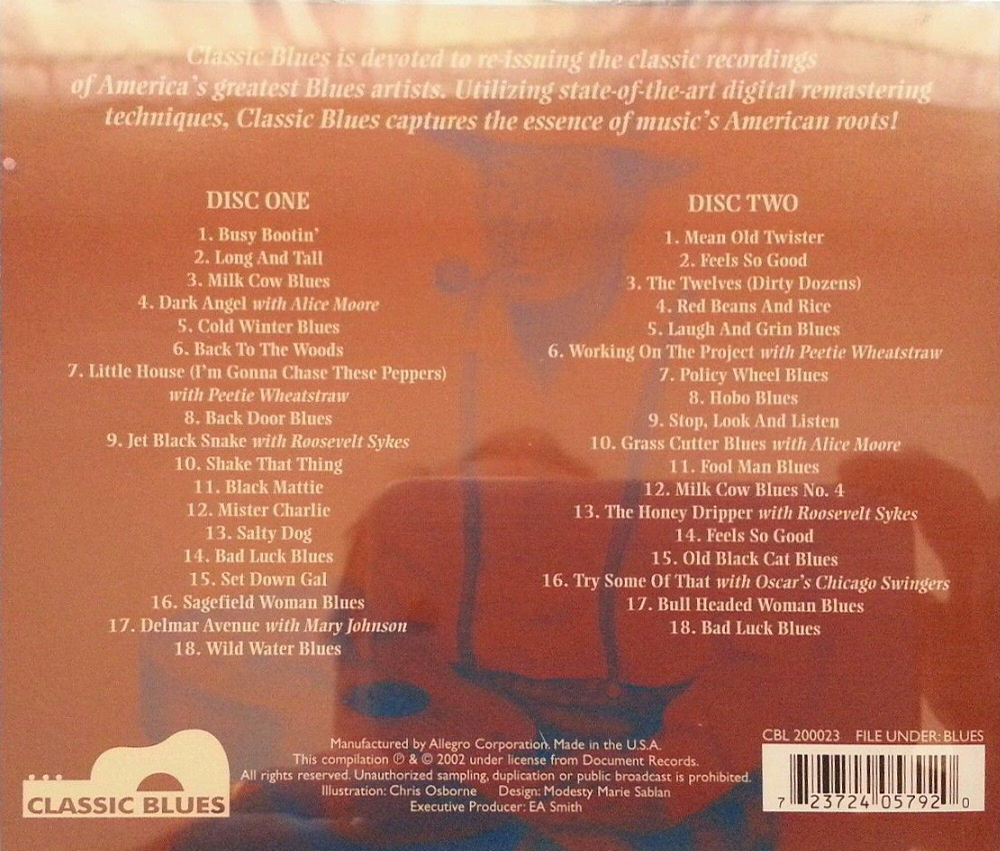 Classic Blues is devoted to re-issuing the classic recordings
of America's greatest Blues artists. Utilizing state-of-the-art digital remastering
techniques, Classic Blues captures the essence of music's American roots!
DISC ONE
1. Busy Bootin'
2. Long And Tall
3. Milk Cow Blues
4. Dark Angel with Alice Moore
5. Cold Winter Blues
6. Back To The Woods
7. Little House (I'm Gonna Chase These Peppers)
with Peetie Wheatstraw
8. Back Door Blues
9. Jet Black Snake with Roosevelt Sykes
10. Shake That Thing
11. Black Mattie
12. Mister Charlie
13. Salty Dog
14. Bad Luck Blues
15. Set Down Gal
16. Sagefield Woman Blues
17. Delmar Avenue with Mary Johnson
18. Wild Water Blues
DISC TWO
1. Mean Old Twister
2. Feels So Good
3. The Twelves (Dirty Dozens)
4. Red Beans And Rice
5. Laugh And Grin Blues
6. Working On The Project with Peetie Wheatstraw
7. Policy Wheel Blues
8. Hobo Blues
9. Stop, Look And Listen
10. Grass Cutter Blues with Alice Moore
11. Fool Man Blues
12. Milk Cow Blues No. 4
13. The Honey Dripper with Roosevelt Sykes
14. Feels So Good
15. Old Black Cat Blues
16. Try Some Of That with Oscar's Chicago Swingers
17. Bull Headed Woman Blues
18. Bad Luck Blues
CLASSIC BLUES
Manufactured by Allegro Corporation. Made in the U.S.A.
This compilation ℗ & © 2002 under license from Document Records.
All rights reserved. Unauthorized sampling, duplication or public broadcast is prohibited.
Illustration: Chris Osborne Design: Modesty Marie Sablan
Executive Producer: EA Smith
CBL 200023 FILE UNDER: BLUES
7 23724 05792 0